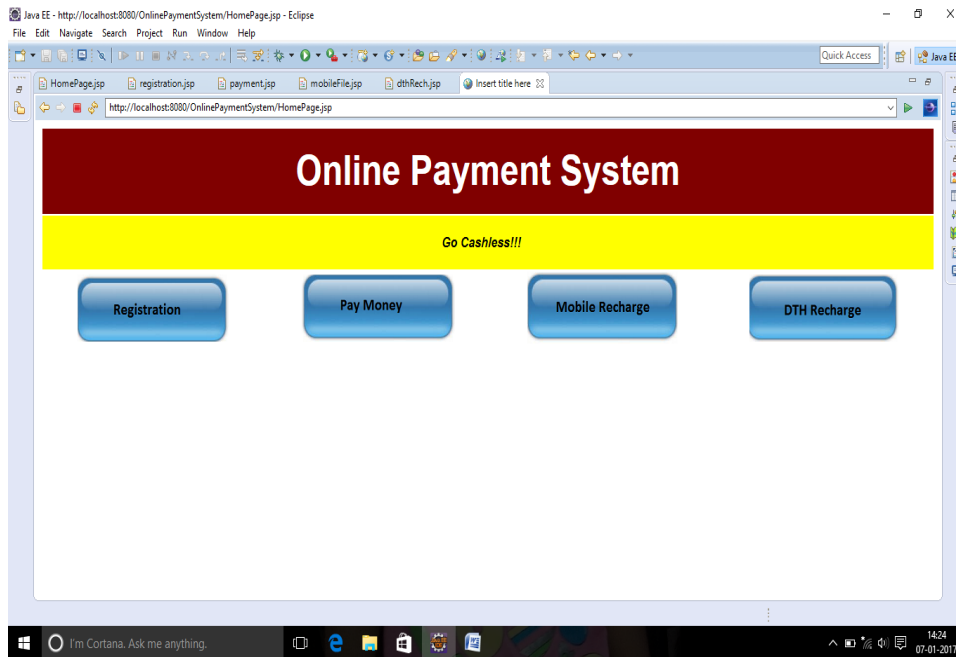 Java EE - http://localhost:8080/OnlinePaymentSystem/HomePage.jsp - Eclipse
File Edit Navigate Search Project Run Window Help
Quick Access
Java EE
HomePage.jsp registration.jsp payment.jsp mobileFile.jsp dthRech.jsp Insert title here
http://localhost:8080/OnlinePaymentSystem/HomePage.jsp
Online Payment System
Go Cashless!!!
Registration Pay Money Mobile Recharge DTH Recharge
I'm Cortana. Ask me anything.
14:24
07-01-2017